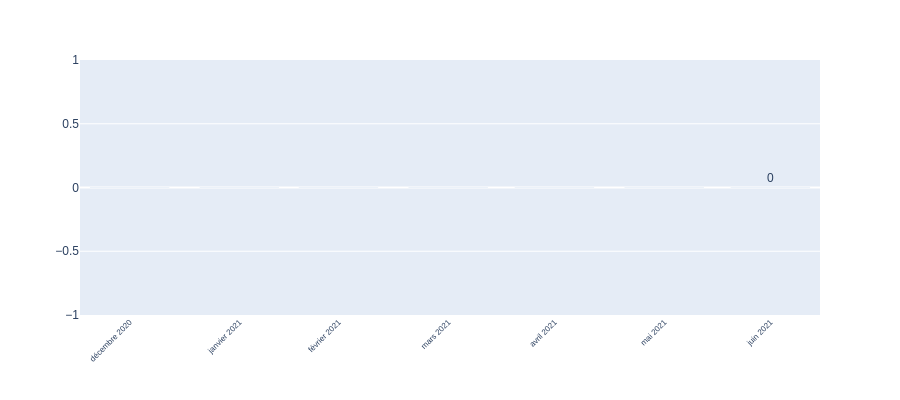 1
0.5
0
0
−0.5
−1
décembre 2020
janvier 2021
février 2021
mars 2021
avril 2021
mai 2021
juin 2021